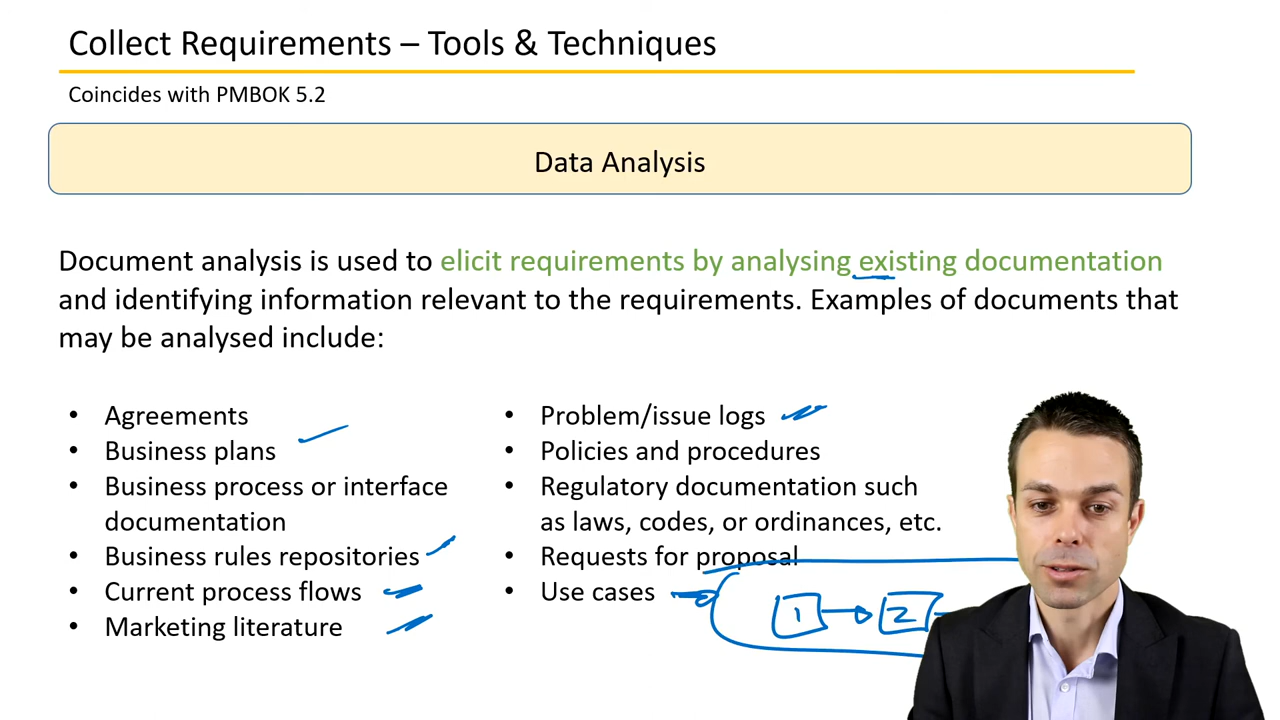 Collect Requirements – Tools & Techniques
Coincides with PMBOK 5.2
Data Analysis
Document analysis is used to elicit requirements by analysing existing documentation
and identifying information relevant to the requirements. Examples of documents that
may be analysed include:
• Agreements
• Business plans
• Business process or interface
documentation
• Business rules repositories
• Current process flows
• Marketing literature
• Problem/issue logs
• Policies and procedures
• Regulatory documentation such
as laws, codes, or ordinances, etc.
• Requests for proposal
• Use cases
1 2